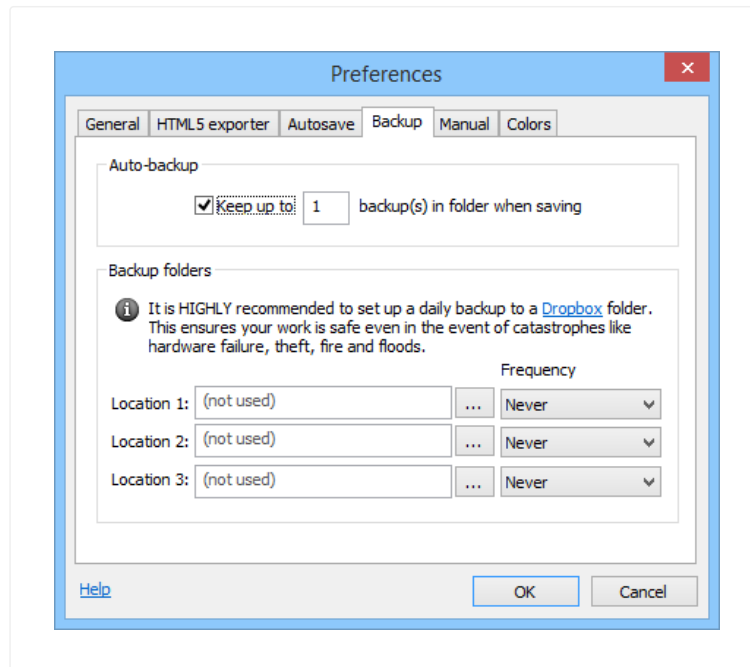 Preferences
General HTML5 exporter Autosave Backup Manual Colors
Auto-backup
Keep up to 1 backup(s) in folder when saving
Backup folders
It is HIGHLY recommended to set up a daily backup to a Dropbox folder.
This ensures your work is safe even in the event of catastrophes like
hardware failure, theft, fire and floods.
Frequency
Location 1: (not used) ... Never
Location 2: (not used) ... Never
Location 3: (not used) ... Never
Help OK Cancel